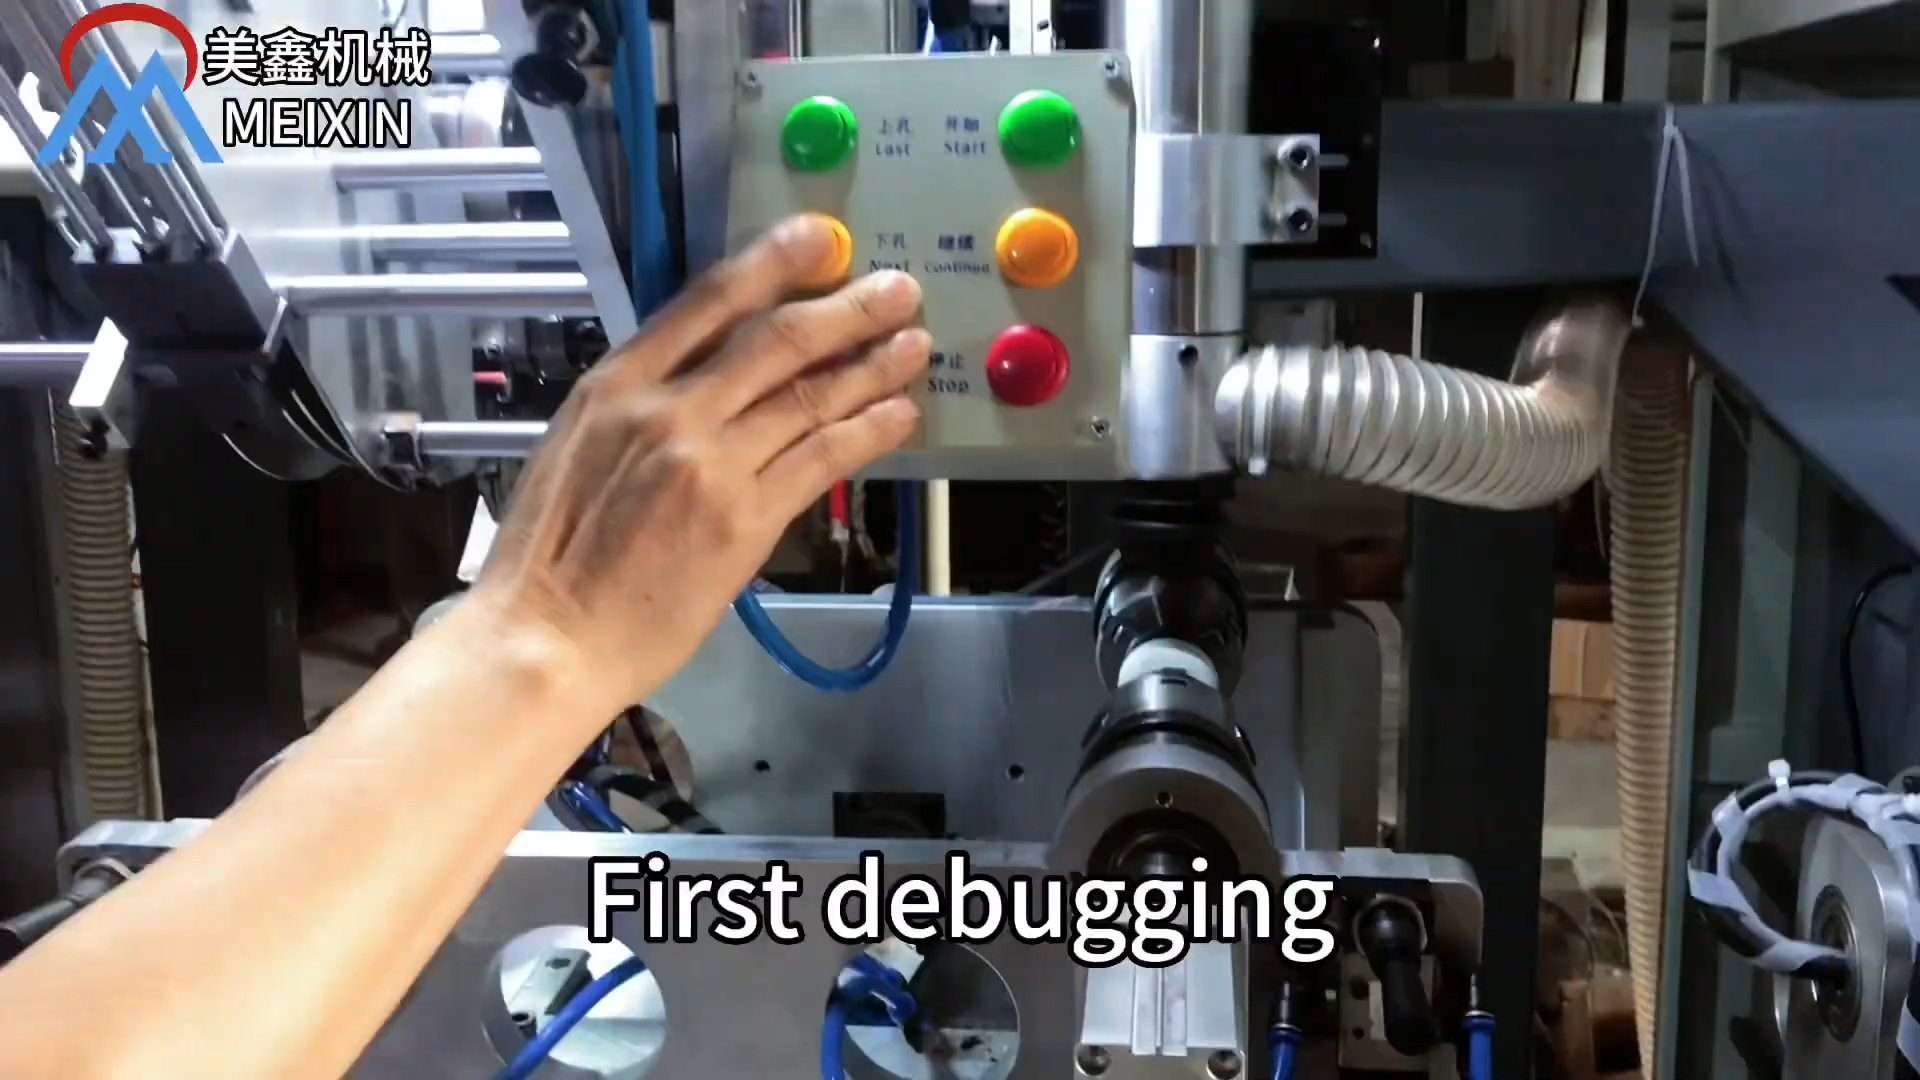 美鑫机械
MEIXIN
上孔
Last
开始
Start
下孔
Next
继续
Continue
停止
Stop
First debugging